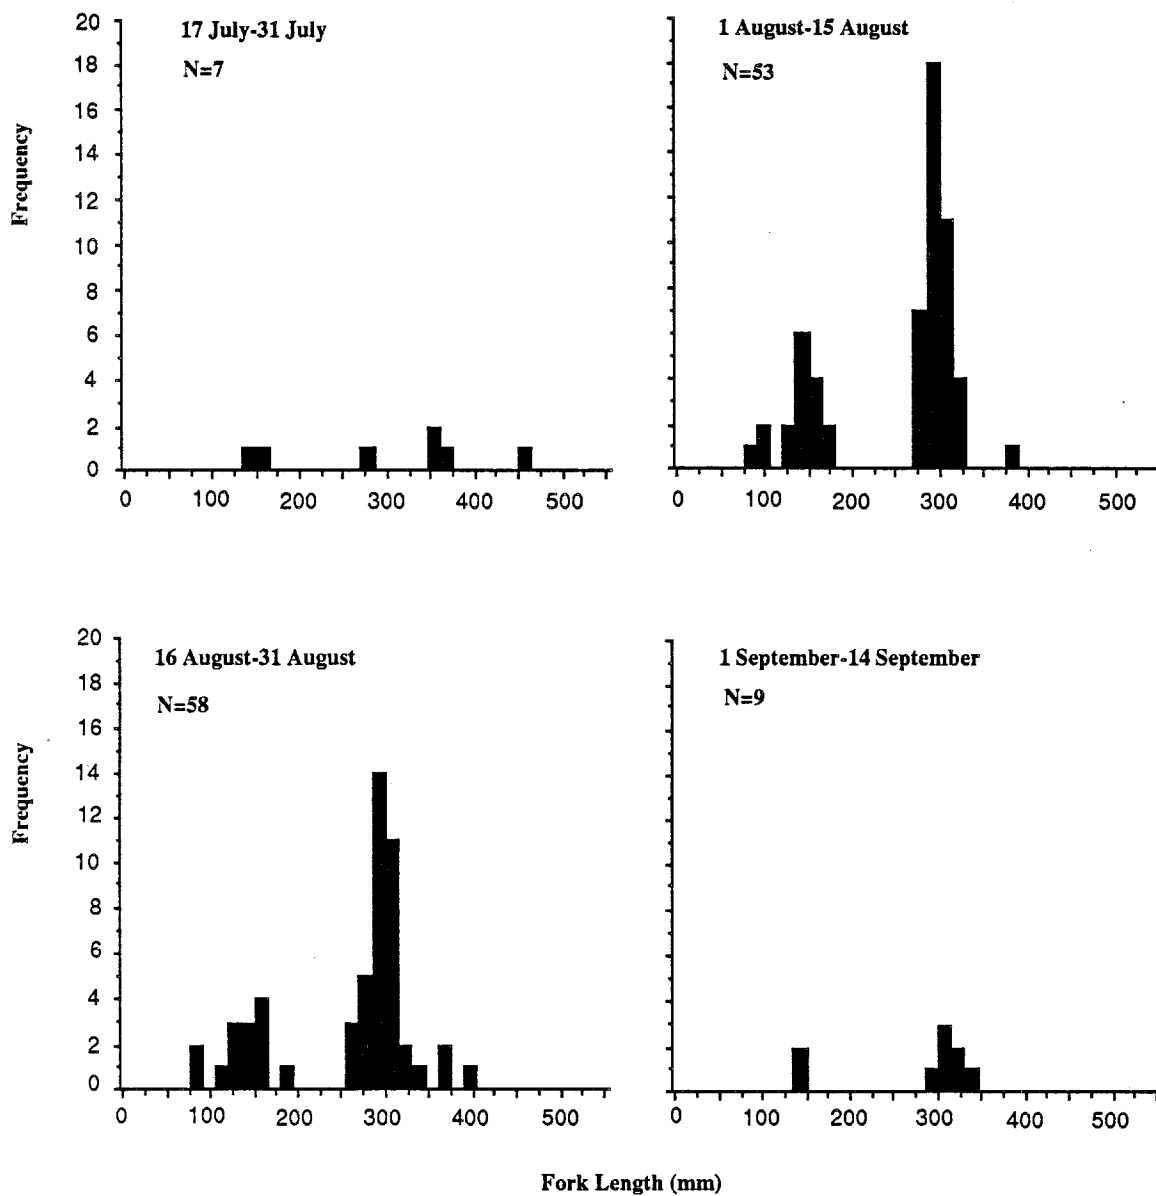 17 July-31 July
N=7
Frequency
20
18
16
14
12
10
8
6
4
2
0
0 100 200 300 400 500
1 August-15 August
N=53
0 100 200 300 400 500
16 August-31 August
N=58
Frequency
20
18
16
14
12
10
8
6
4
2
0
0 100 200 300 400 500
1 September-14 September
N=9
0 100 200 300 400 500
Fork Length (mm)